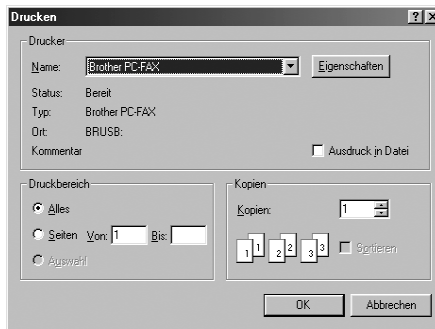 Drucken
Drucker
Name: Brother PC-FAX Eigenschaften
Status: Bereit
Typ: Brother PC-FAX
Ort: BRUSB:
Kommentar Ausdruck in Datei
Druckbereich
Alles
Seiten Von: 1 Bis:
Auswahl
Kopien
Kopien: 1
1 1 2 2 3 3 Sortieren
OK Abbrechen